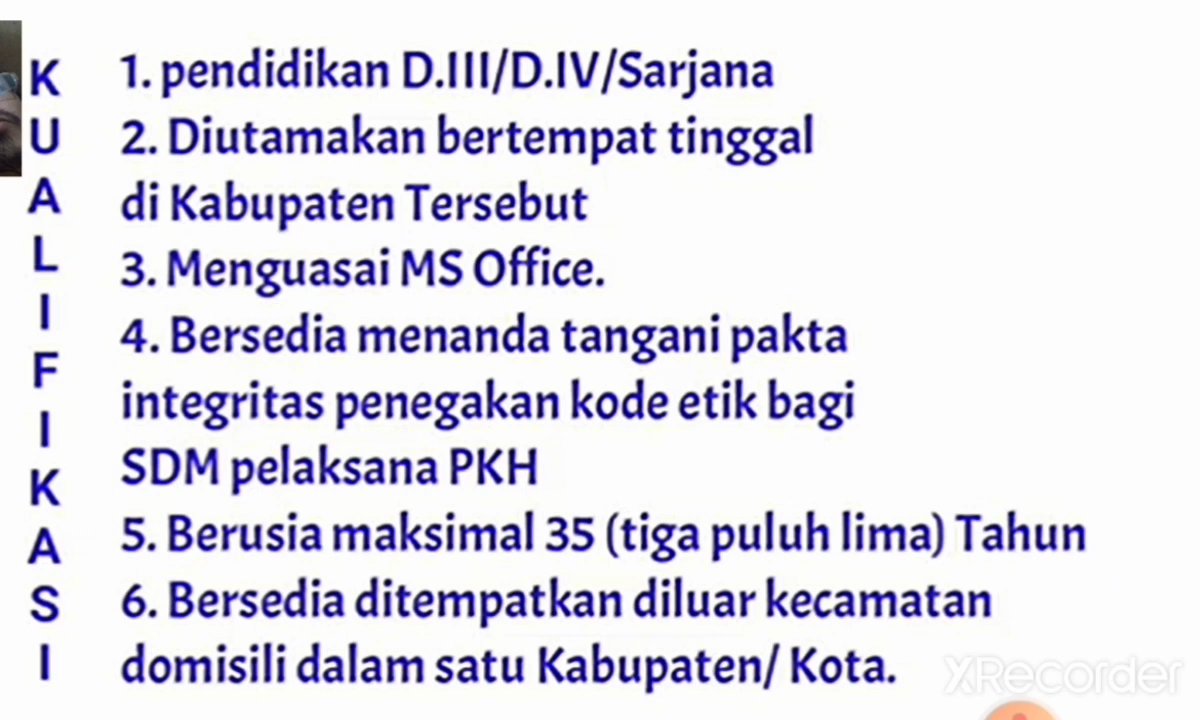 KUALIFIKASI
1. pendidikan D.III/D.IV/Sarjana
2. Diutamakan bertempat tinggal
di Kabupaten Tersebut
3. Menguasai MS Office.
4. Bersedia menanda tangani pakta
integritas penegakan kode etik bagi
SDM pelaksana PKH
5. Berusia maksimal 35 (tiga puluh lima) Tahun
6. Bersedia ditempatkan diluar kecamatan
domisili dalam satu Kabupaten/ Kota.
XRecorder